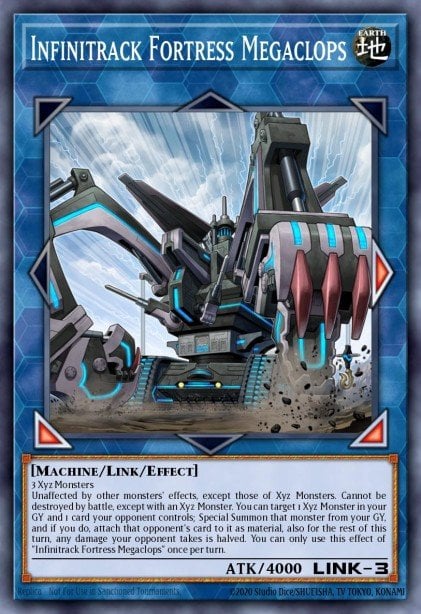 INFINITRACK FORTRESS MEGACLOPS
EARTH
地
[MACHINE/LINK/EFFECT]
3 Xyz Monsters
Unaffected by other monsters' effects, except those of Xyz Monsters. Cannot be
destroyed by battle, except with an Xyz Monster. You can target 1 Xyz Monster in your
GY and 1 card your opponent controls; Special Summon that monster from your GY,
and if you do, attach that opponent's card to it as material, also for the rest of this
turn, any damage your opponent takes is halved. You can only use this effect of
"Infinitrack Fortress Megaclops" once per turn.
ATK/4000 LINK-3
Replica - Not For Use in Sanctioned Tournaments ©2020 Studio Dice/SHUEISHA, TV TOKYO, KONAMI